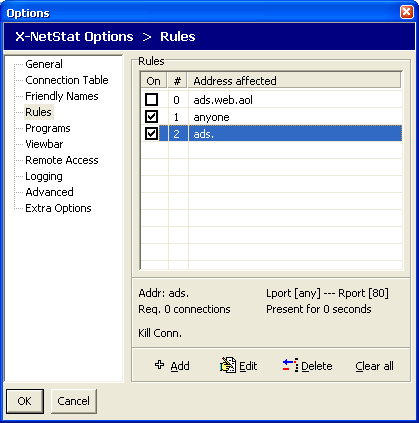 Options
X-NetStat Options > Rules
General
Connection Table
Friendly Names
Rules
Programs
Viewbar
Remote Access
Logging
Advanced
Extra Options
Rules
On # Address affected
0 ads.web.aol
1 anyone
2 ads.
Addr: ads. Lport [any] --- Rport [80]
Req. 0 connections Present for 0 seconds
Kill Conn.
Add Edit Delete Clear all
OK Cancel